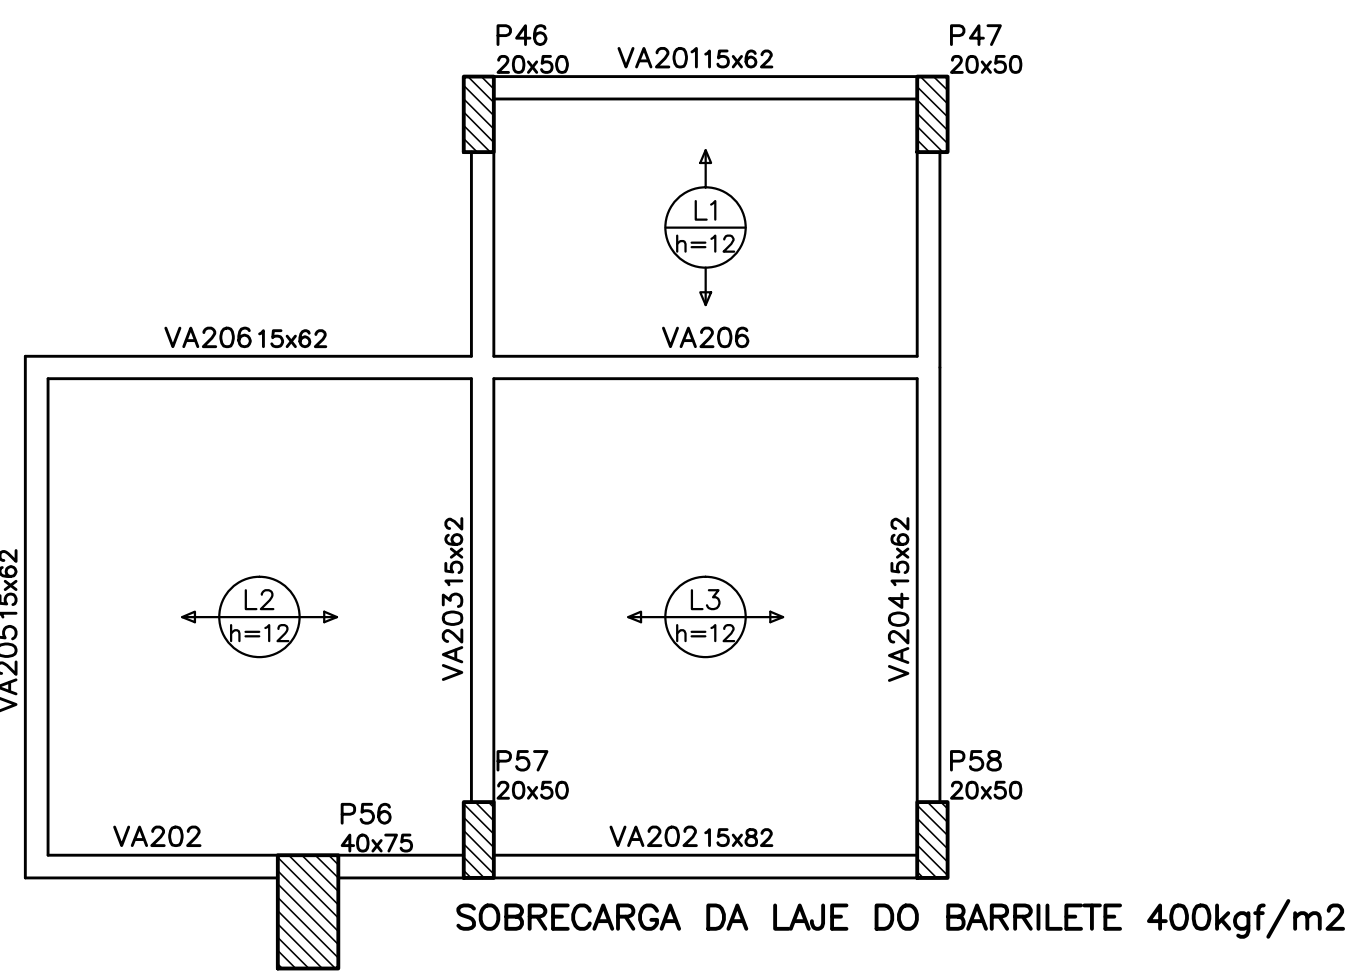 P46
20x50
VA201 15x62
P47
20x50
L1
h=12
VA206 15x62
VA206
VA205 15x62
L2
h=12
VA203 15x62
L3
h=12
VA204 15x62
P57
20x50
P58
20x50
VA202
P56
40x75
VA202 15x82
SOBRECARGA DA LAJE DO BARRILETE 400kgf/m2